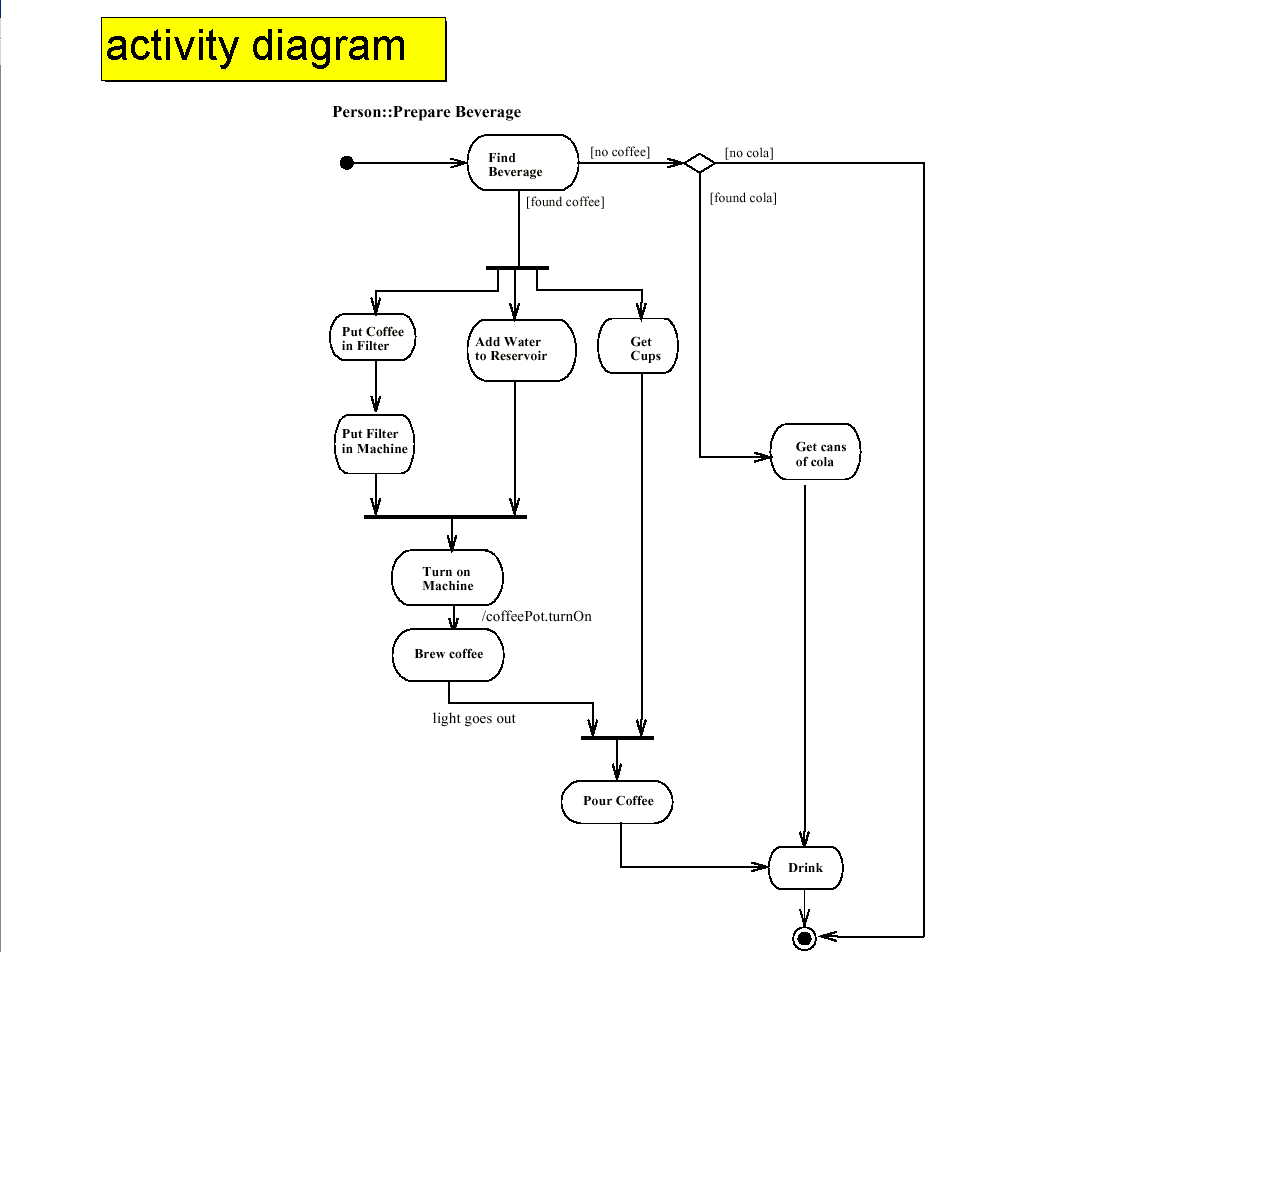 activity diagram
Person::Prepare Beverage
Find
Beverage
[no coffee]
[no cola]
[found coffee]
[found cola]
Put Coffee
in Filter
Add Water
to Reservoir
Get
Cups
Put Filter
in Machine
Get cans
of cola
Turn on
Machine
/coffeePot.turnOn
Brew coffee
light goes out
Pour Coffee
Drink